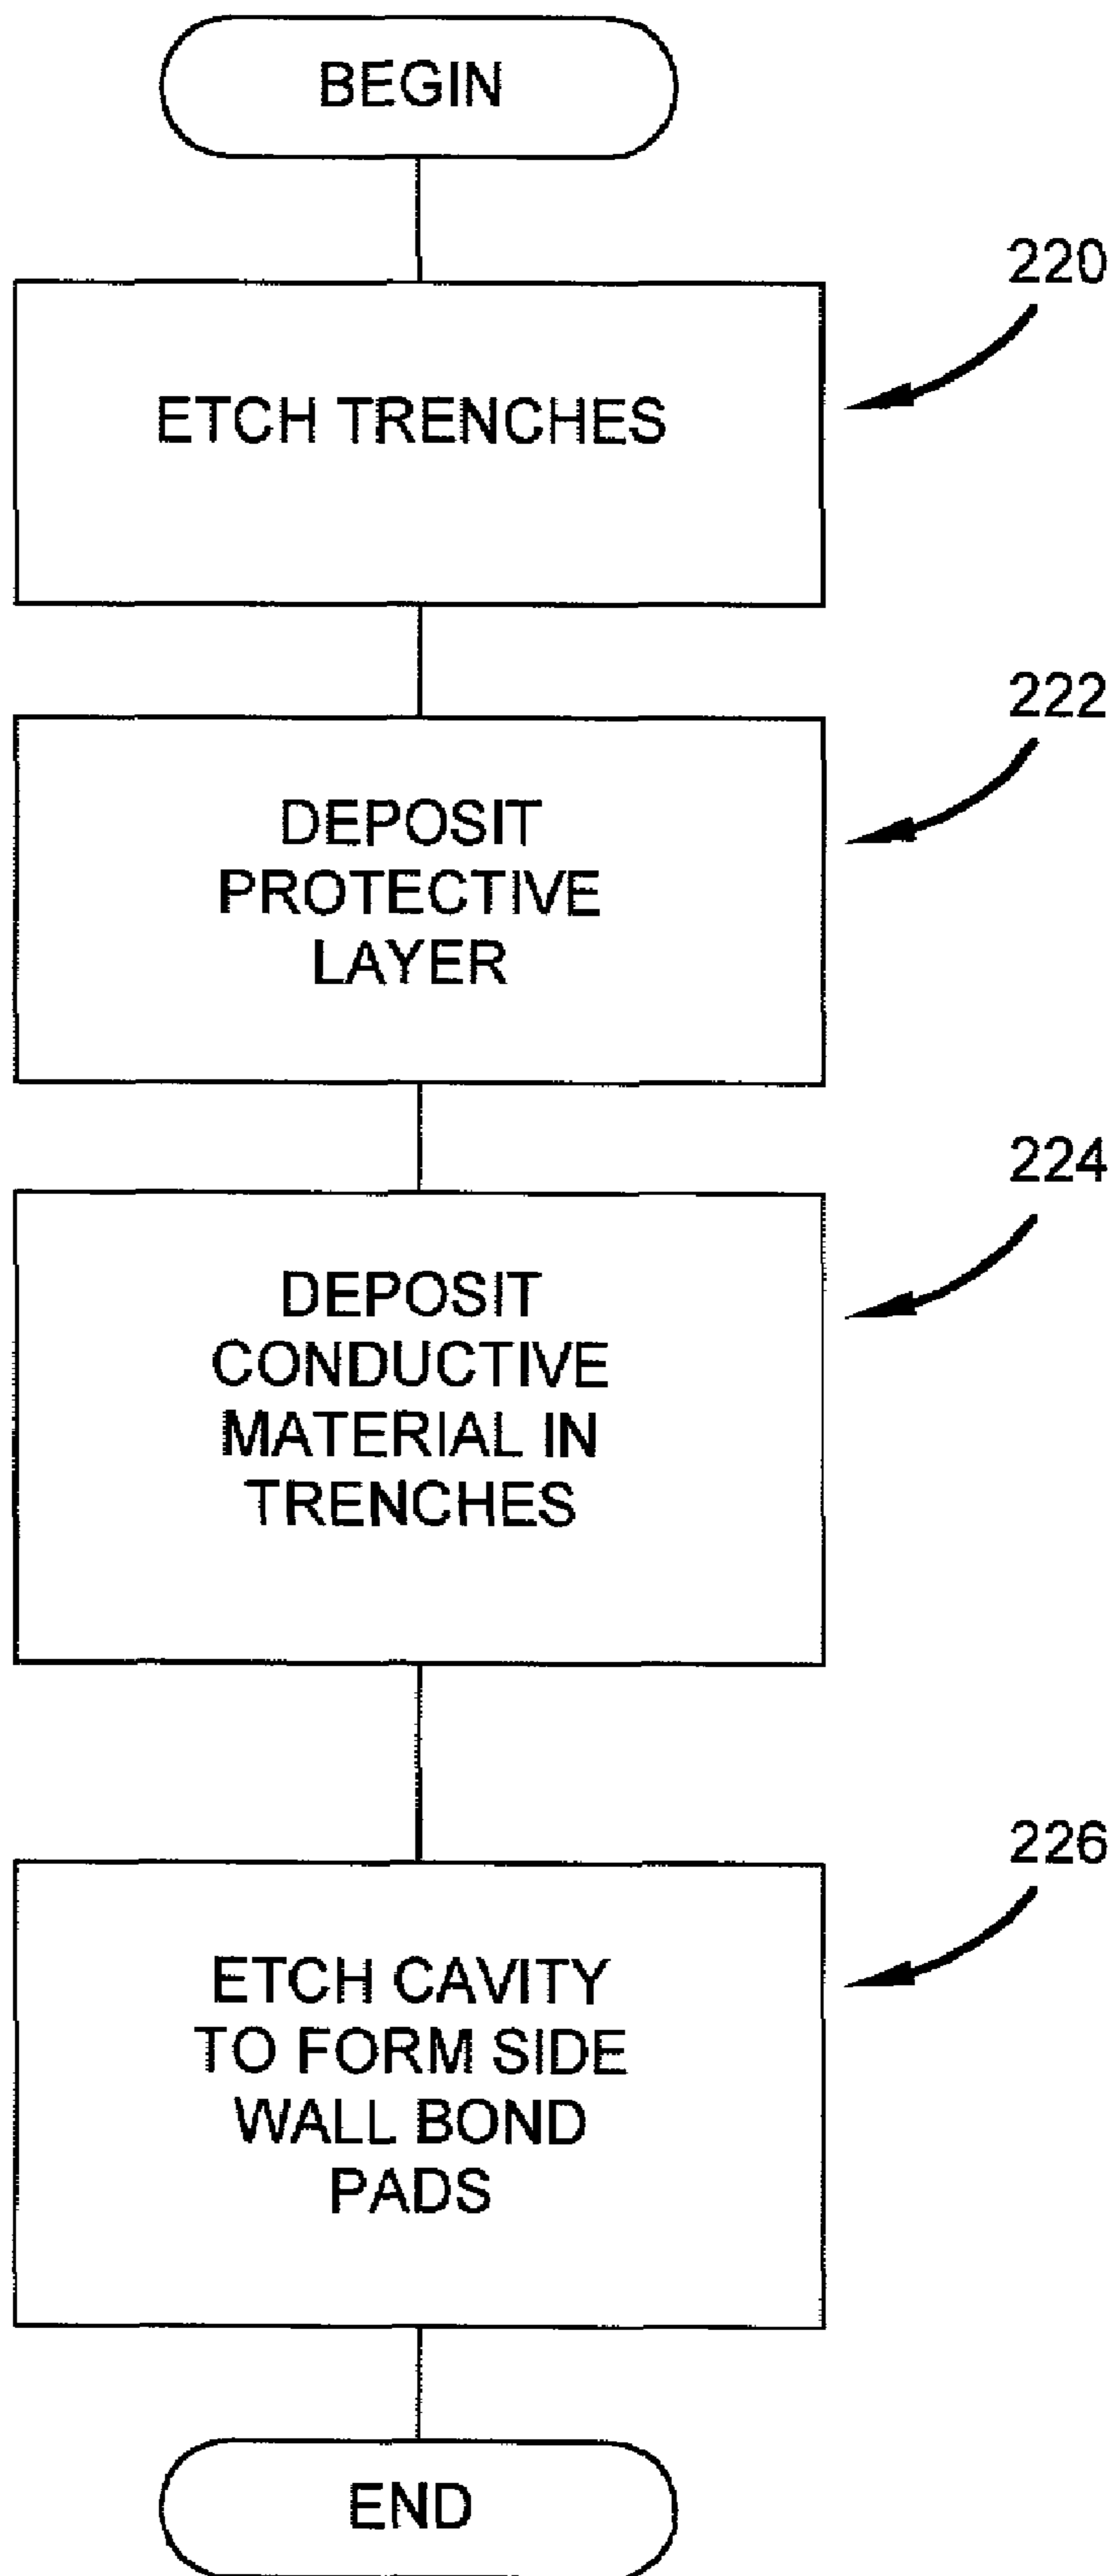 BEGIN
220
ETCH TRENCHES
222
DEPOSIT
PROTECTIVE
LAYER
224
DEPOSIT
CONDUCTIVE
MATERIAL IN
TRENCHES
226
ETCH CAVITY
TO FORM SIDE
WALL BOND
PADS
END